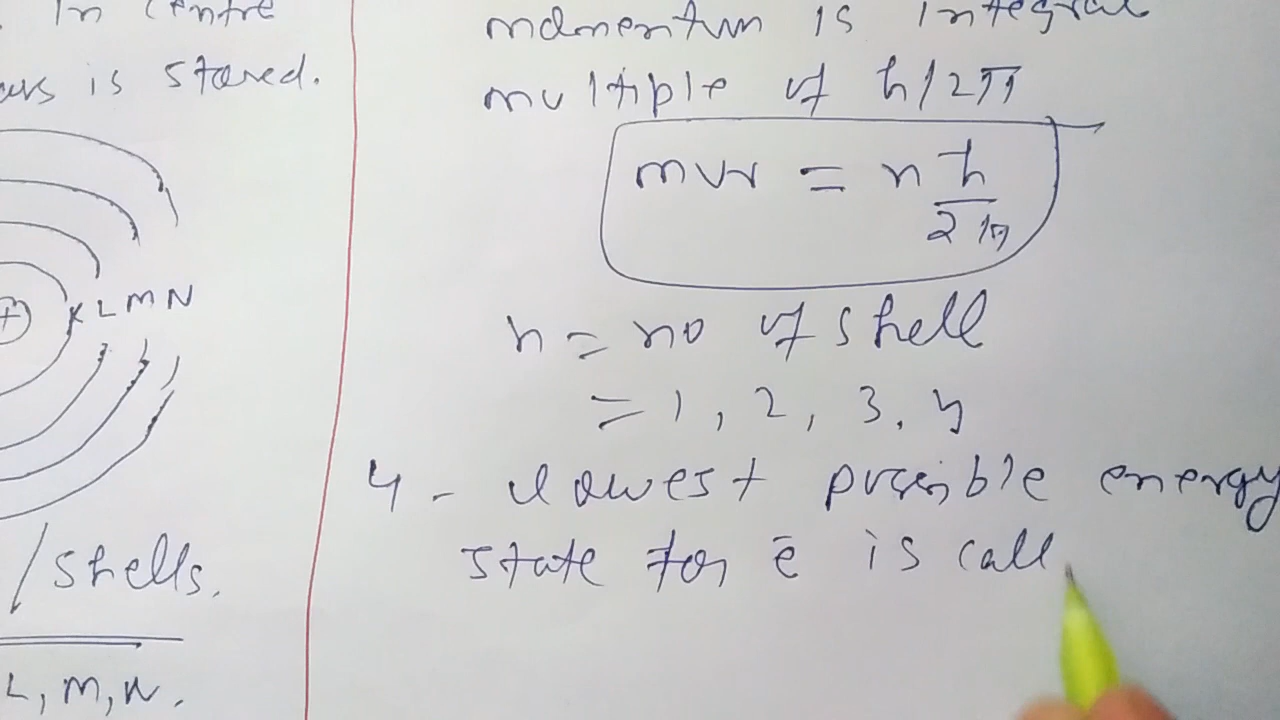 In centre
is stored.
K L M N
/shells.
L, M, N.
momentum is integral
multiple of h/2π
mvr = n h/2π
n = no of shell
= 1, 2, 3, 4
4 - lowest possible energy
state for ē is call